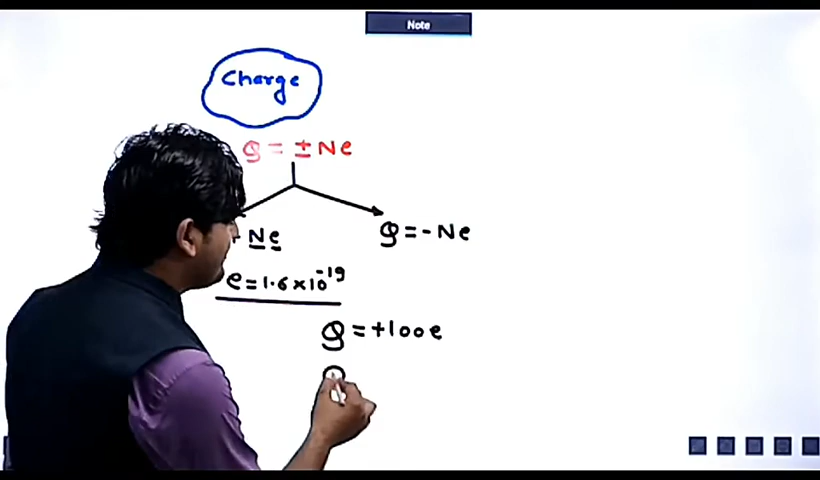 Note
Charge
Q = ± Ne
Ne
Q = - Ne
e = 1.6 × 10⁻¹⁹
Q = +100e